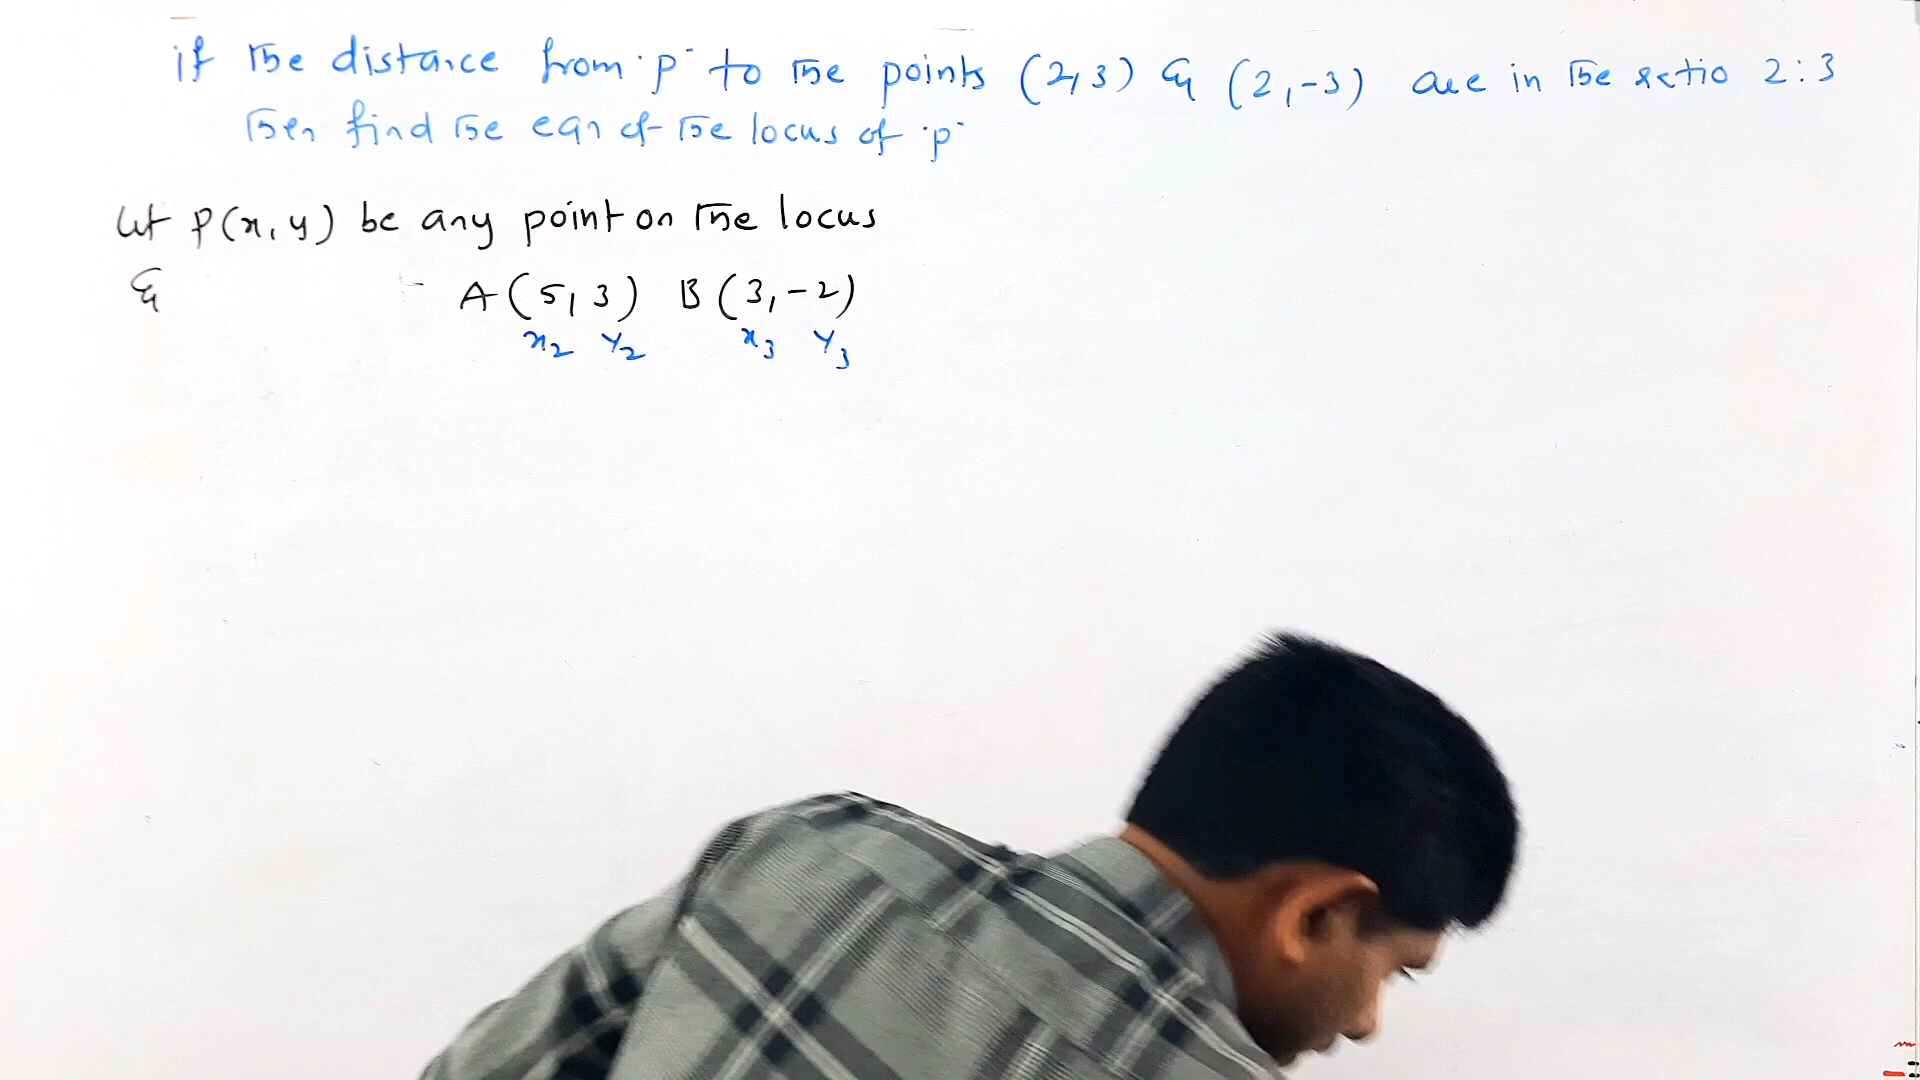 if the distance from 'p' to the points (2,3) & (2,-3) are in the ratio 2:3
then find the eqn of the locus of 'p'
let P(x,y) be any point on the locus
& A(5,3) B(3,-2)
x2 y2 x3 y3